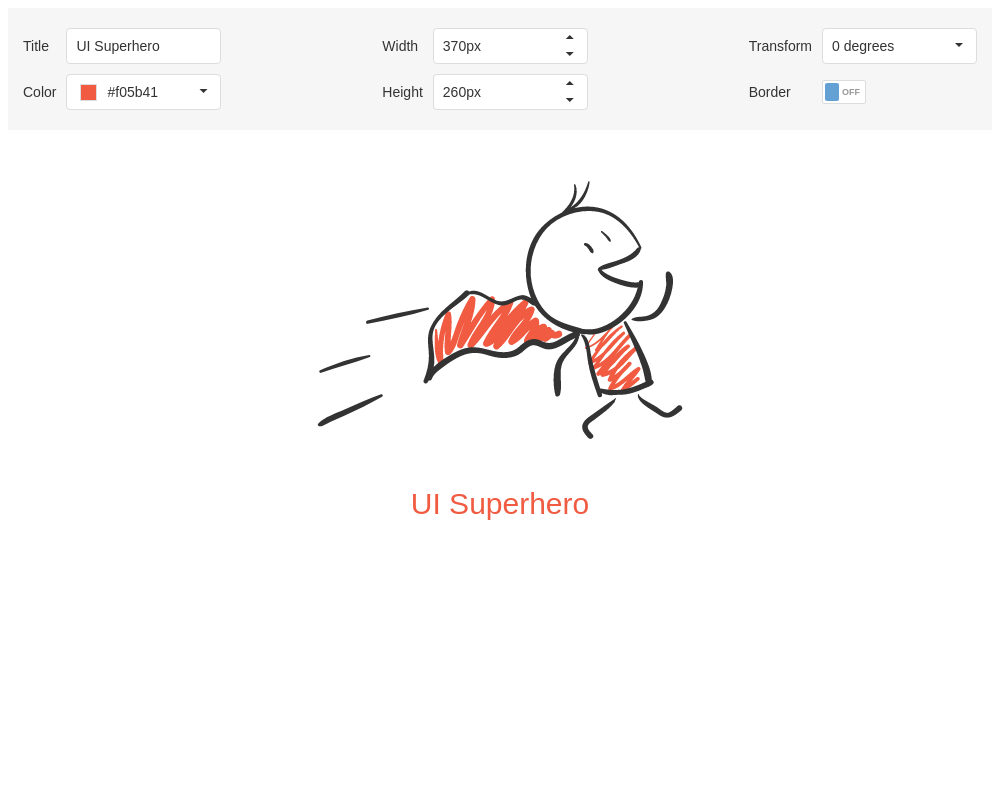 Title UI Superhero Width 370px Transform 0 degrees
Color #f05b41 Height 260px Border OFF
UI Superhero